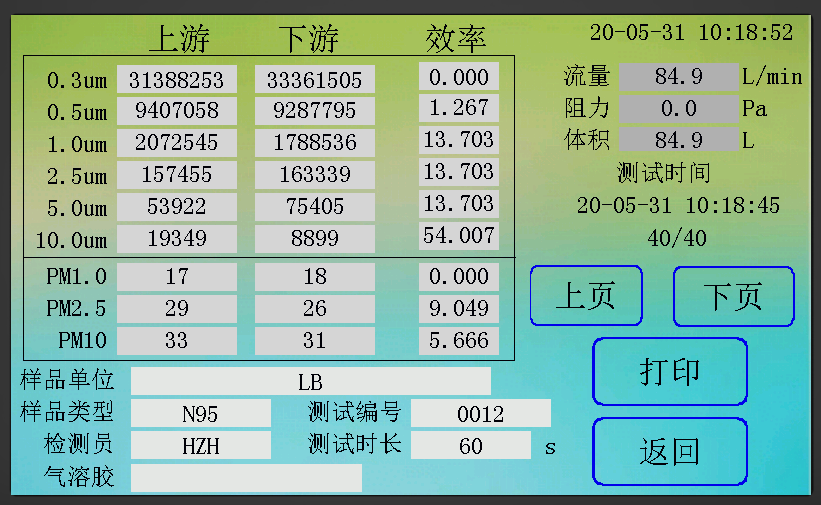 上游 下游 效率 20-05-31 10:18:52
0.3um 31388253 33361505 0.000 流量 84.9 L/min
0.5um 9407058 9287795 1.267 阻力 0.0 Pa
1.0um 2072545 1788536 13.703 体积 84.9 L
2.5um 157455 163339 13.703 测试时间
5.0um 53922 75405 13.703 20-05-31 10:18:45
10.0um 19349 8899 54.007 40/40
PM1.0 17 18 0.000 上页 下页
PM2.5 29 26 9.049
PM10 33 31 5.666
样品单位 LB 打印
样品类型 N95 测试编号 0012
检测员 HZH 测试时长 60 s 返回
气溶胶